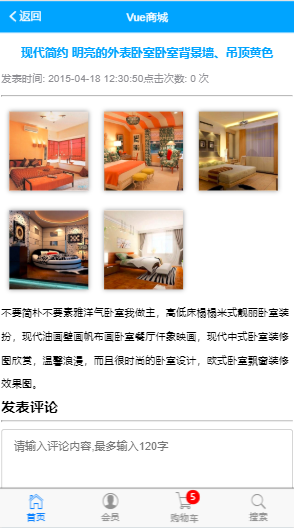 返回
Vue商城
现代简约 明亮的外表卧室卧室背景墙、吊顶黄色
发表时间: 2015-04-18 12:30:50点击次数: 0 次
不要简朴不要素雅洋气卧室我做主，高低床榻榻米式靓丽卧室装
扮，现代油画壁画帆布画卧室餐厅仟象映画，现代中式卧室装修
图欣赏，温馨浪漫，而且很时尚的卧室设计，欧式卧室飘窗装修
效果图。
发表评论
请输入评论内容,最多输入120字
5
首页
会员
购物车
搜索